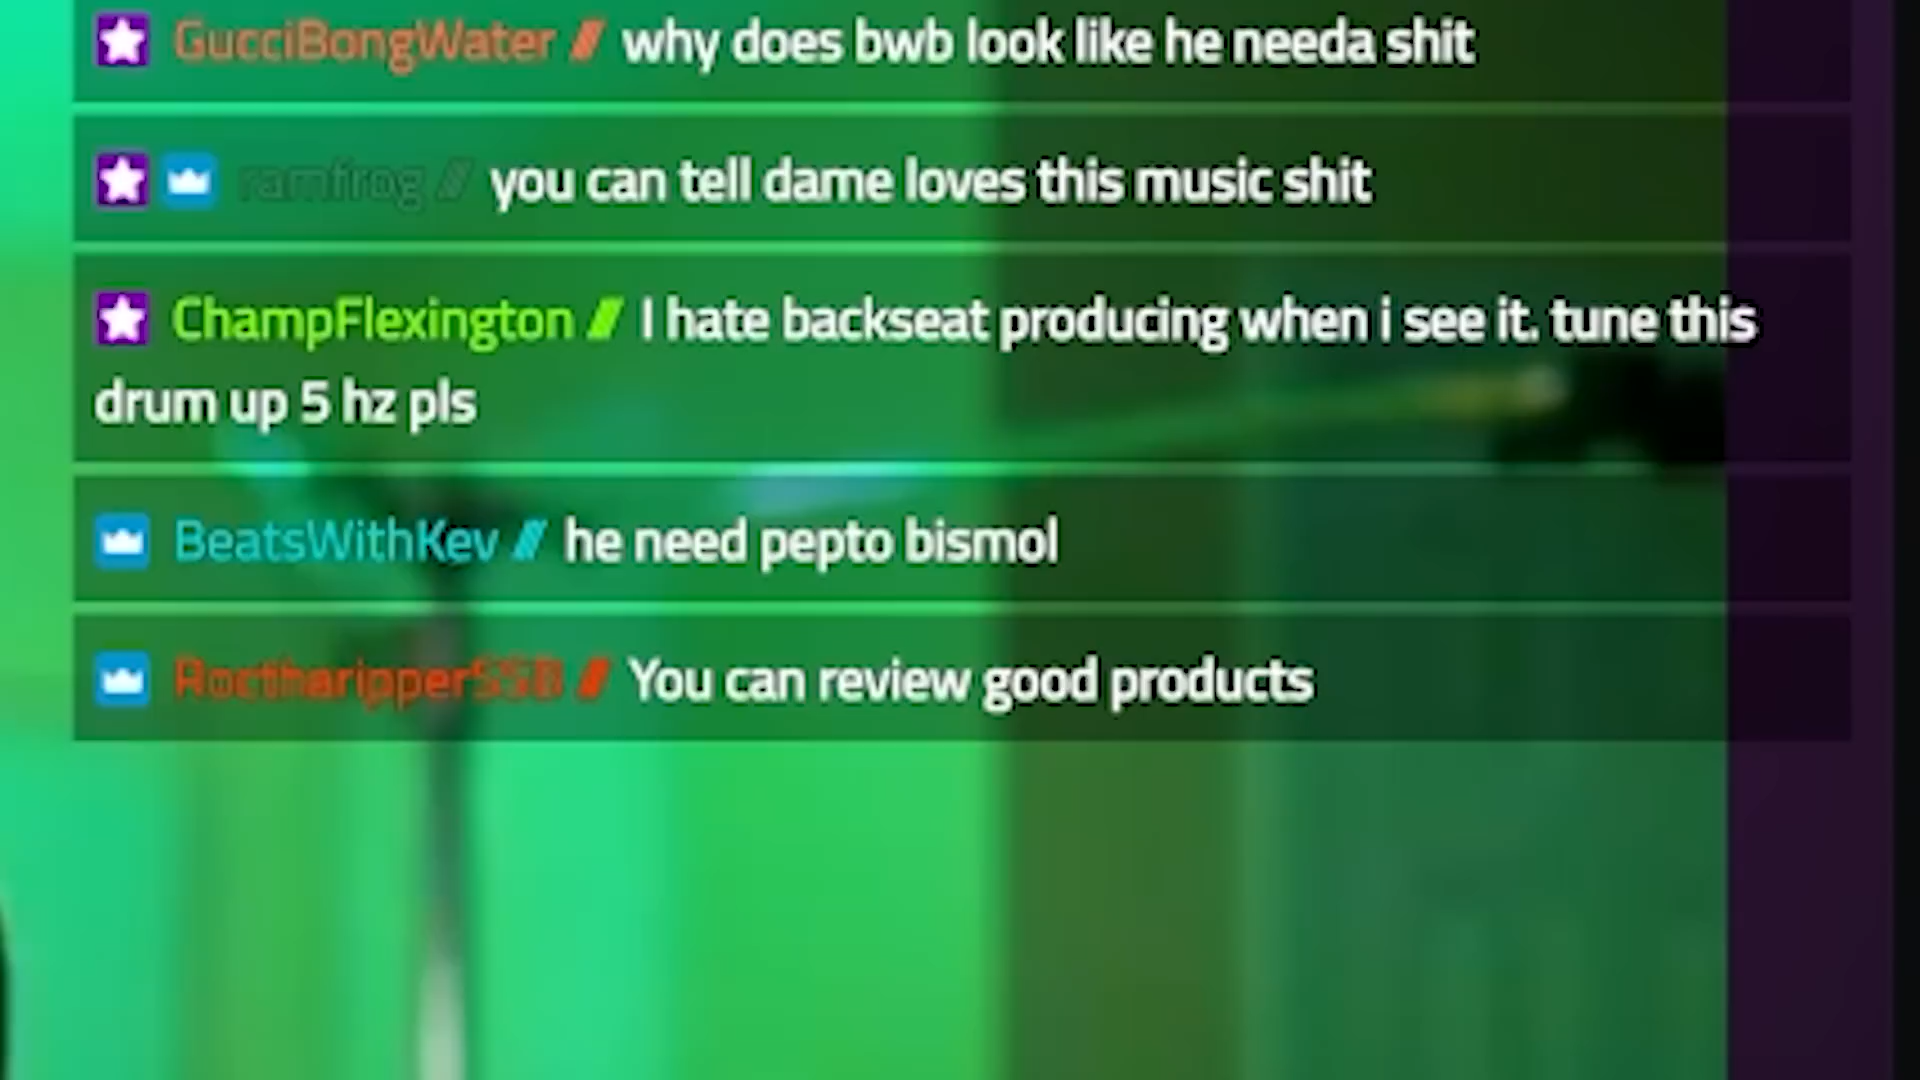 GucciBongWater // why does bwb look like he needa shit
ramfrog // you can tell dame loves this music shit
ChampFlexington // I hate backseat producing when i see it. tune this
drum up 5 hz pls
BeatsWithKev // he need pepto bismol
RoctharipperSSB // You can review good products